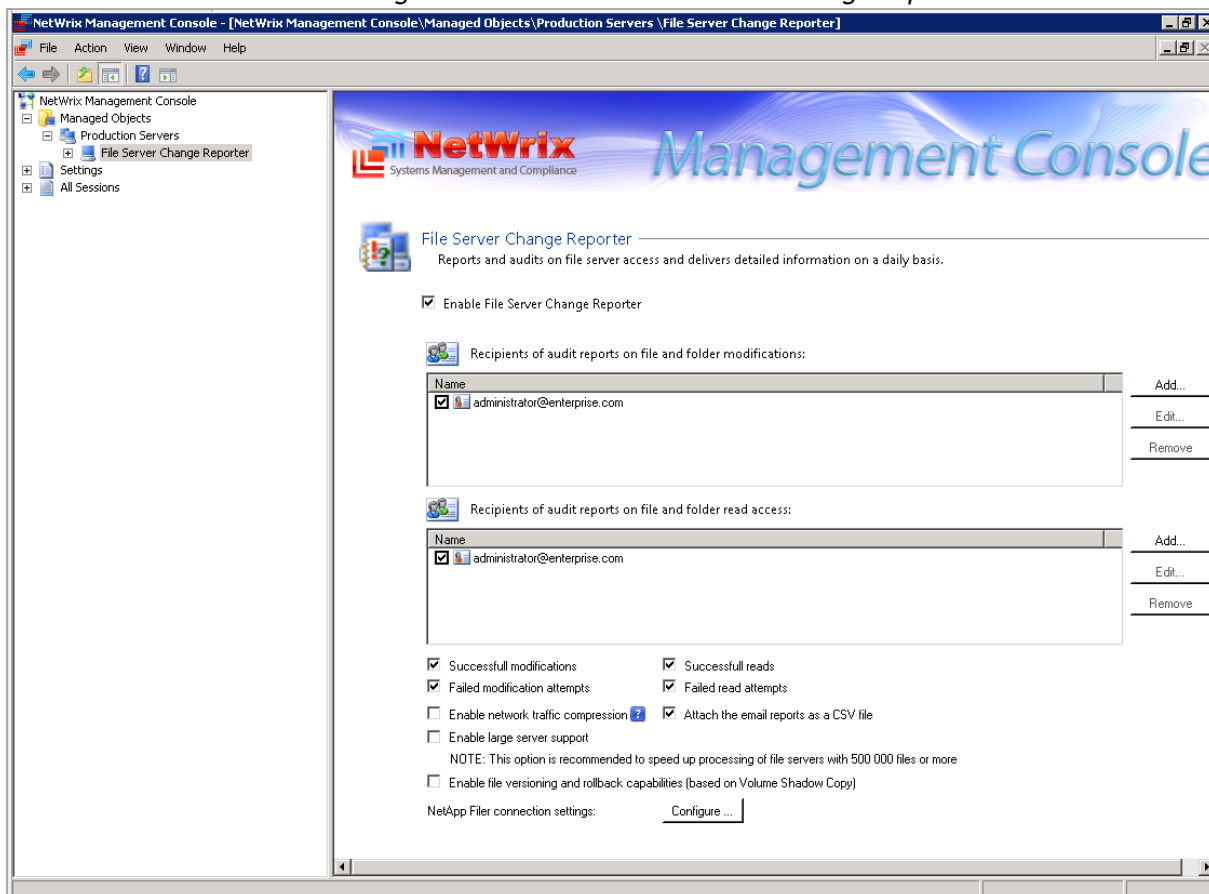 NetWrix Management Console - [NetWrix Management Console\Managed Objects\Production Servers \File Server Change Reporter]
File Action View Window Help
NetWrix Management Console
Managed Objects
Production Servers
File Server Change Reporter
Settings
All Sessions
NetWrix
Systems Management and Compliance
Management Console
File Server Change Reporter
Reports and audits on file server access and delivers detailed information on a daily basis.
Enable File Server Change Reporter
Recipients of audit reports on file and folder modifications:
Name
administrator@enterprise.com
Add...
Edit...
Remove
Recipients of audit reports on file and folder read access:
Name
administrator@enterprise.com
Add...
Edit...
Remove
Successfull modifications Successfull reads
Failed modification attempts Failed read attempts
Enable network traffic compression ? Attach the email reports as a CSV file
Enable large server support
NOTE: This option is recommended to speed up processing of file servers with 500 000 files or more
Enable file versioning and rollback capabilities (based on Volume Shadow Copy)
NetApp Filer connection settings: Configure ...